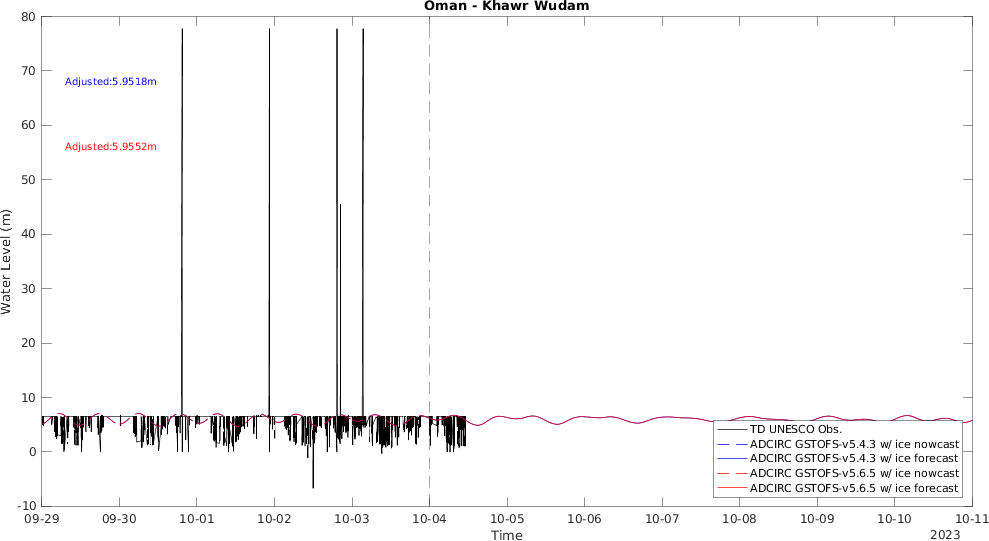 Oman - Khawr Wudam
80
70
60
50
40
30
20
10
0
-10
Water Level (m)
Adjusted:5.9518m
Adjusted:5.9552m
TD UNESCO Obs.
ADCIRC GSTOFS-v5.4.3 w/ ice nowcast
ADCIRC GSTOFS-v5.4.3 w/ ice forecast
ADCIRC GSTOFS-v5.6.5 w/ ice nowcast
ADCIRC GSTOFS-v5.6.5 w/ ice forecast
09-29 09-30 10-01 10-02 10-03 10-04 10-05 10-06 10-07 10-08 10-09 10-10 10-11
Time
2023